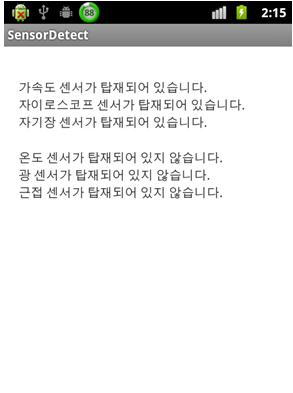 88
2:15
SensorDetect
가속도 센서가 탑재되어 있습니다.
자이로스코프 센서가 탑재되어 있습니다.
자기장 센서가 탑재되어 있습니다.
온도 센서가 탑재되어 있지 않습니다.
광 센서가 탑재되어 있지 않습니다.
근접 센서가 탑재되어 있지 않습니다.